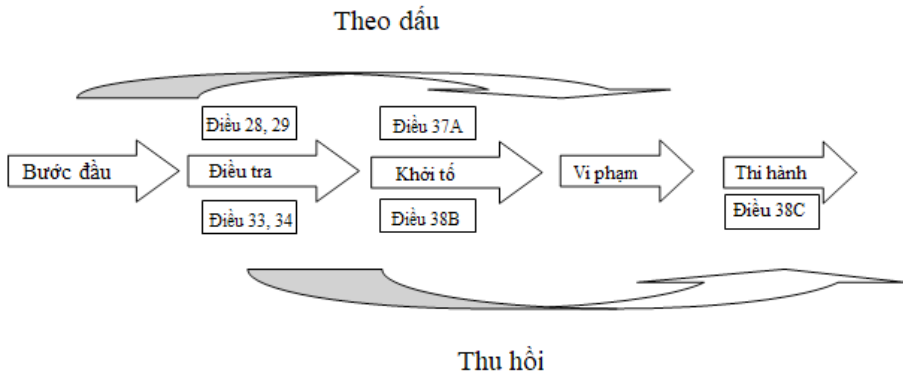 Theo dấu
Điều 28, 29
Điều 37A
Bước đầu
Điều tra
Khởi tố
Vi phạm
Thi hành
Điều 33, 34
Điều 38B
Điều 38C
Thu hồi